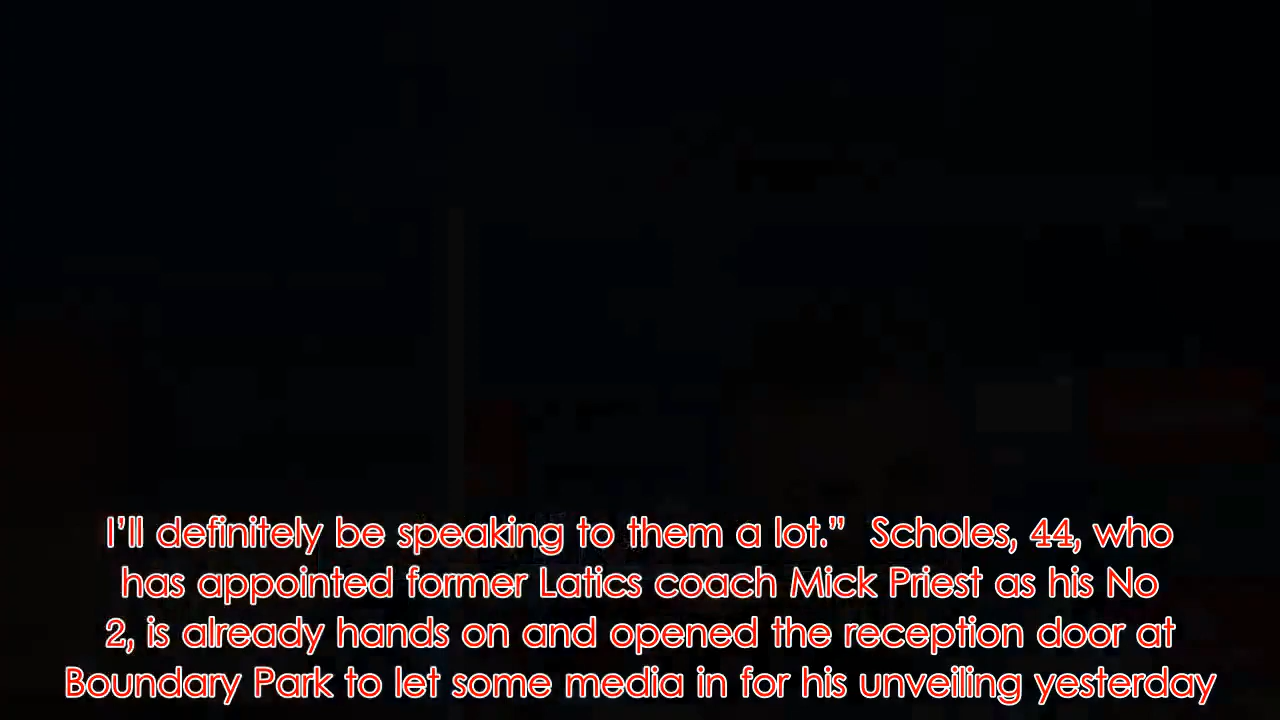 I’ll definitely be speaking to them a lot.”  Scholes, 44, who
has appointed former Latics coach Mick Priest as his No
2, is already hands on and opened the reception door at
Boundary Park to let some media in for his unveiling yesterday